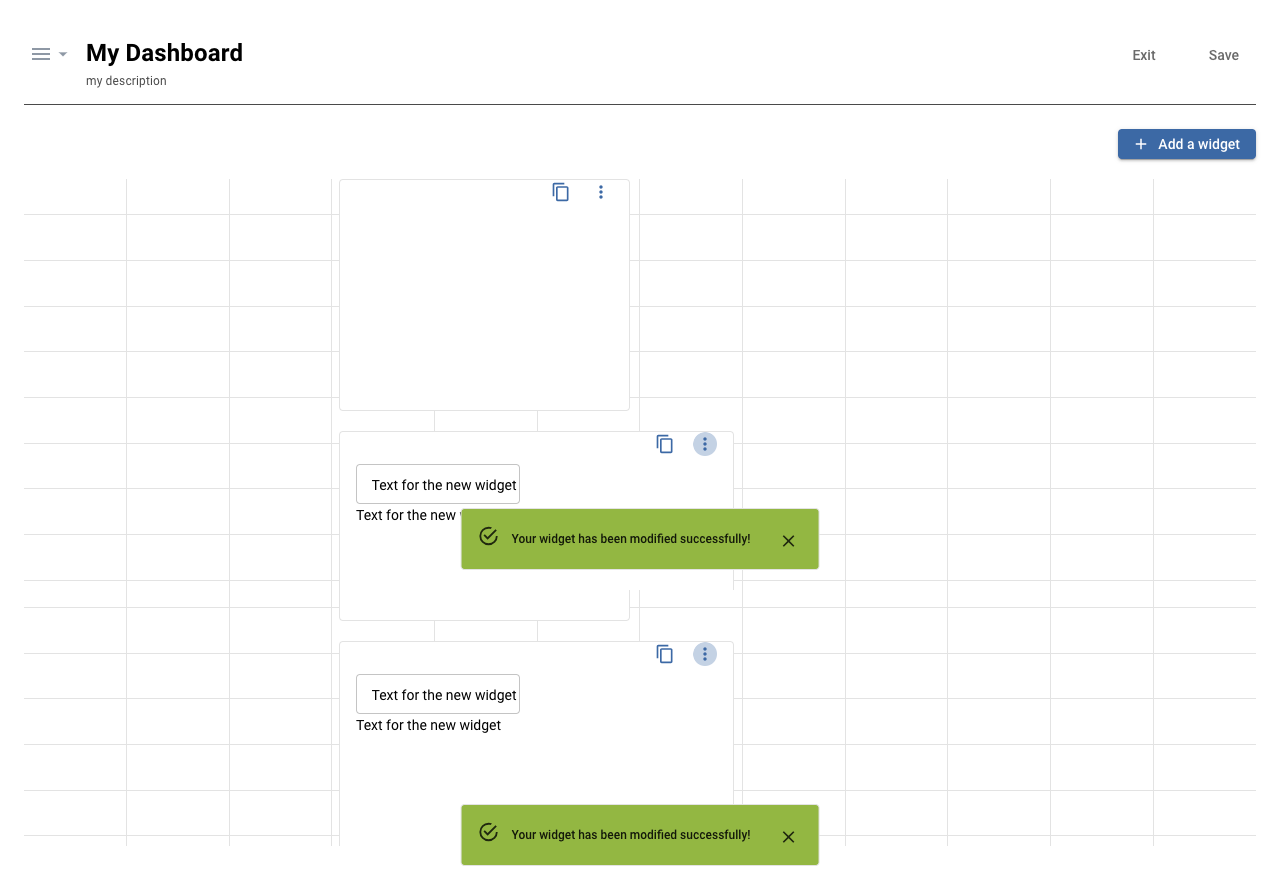 My Dashboard
my description
Exit
Save
Add a widget
Text for the new widget
Text for the new
Your widget has been modified successfully!
Text for the new widget
Text for the new widget
Your widget has been modified successfully!